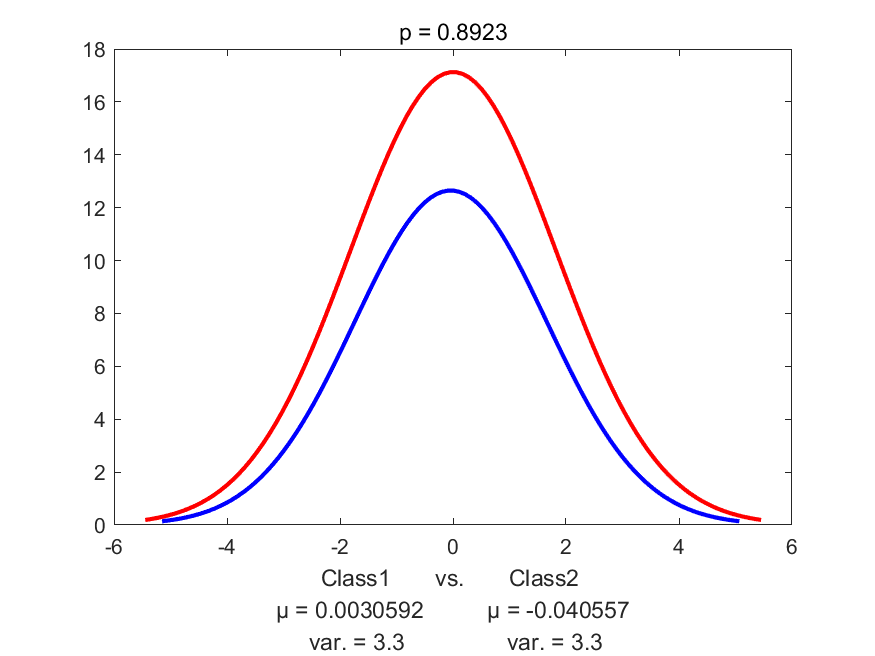 p = 0.8923
18
16
14
12
10
8
6
4
2
0
-6 -4 -2 0 2 4 6
Class1 vs. Class2
μ = 0.0030592 μ = -0.040557
var. = 3.3 var. = 3.3